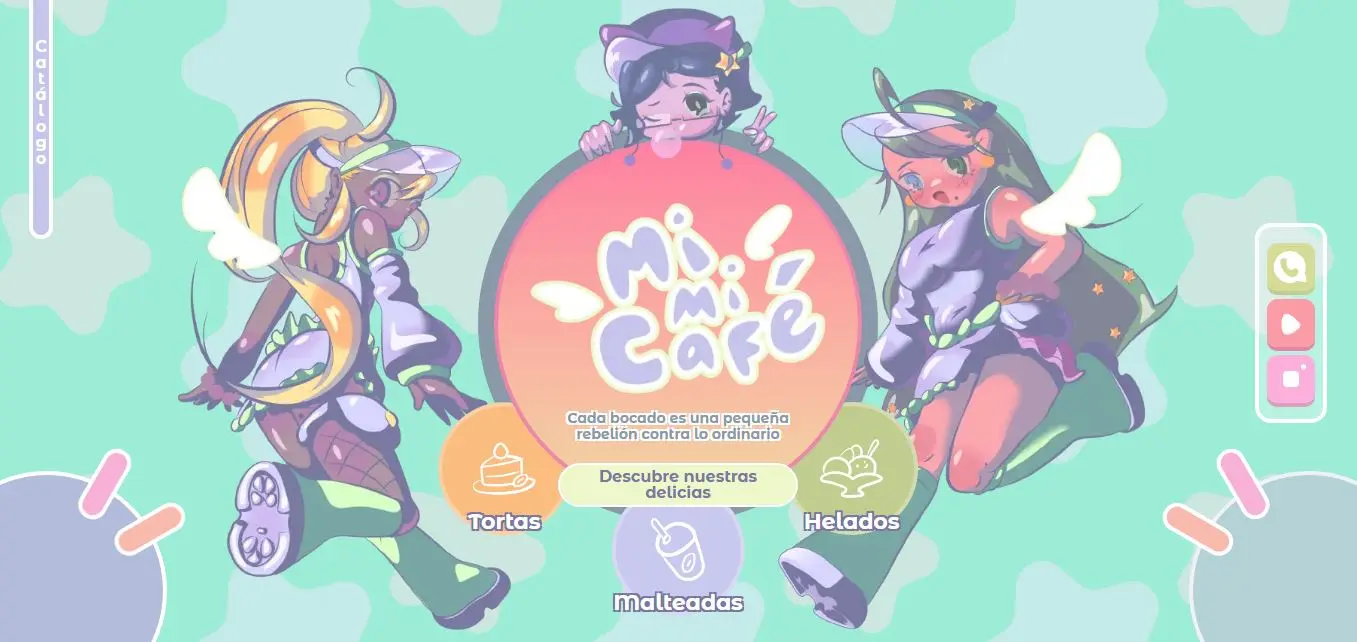 Catálogo
Mi
Mi
Café
Cada bocado es una pequeña
rebelión contra lo ordinario
Descubre nuestras
delicias
Tortas
Helados
Malteadas